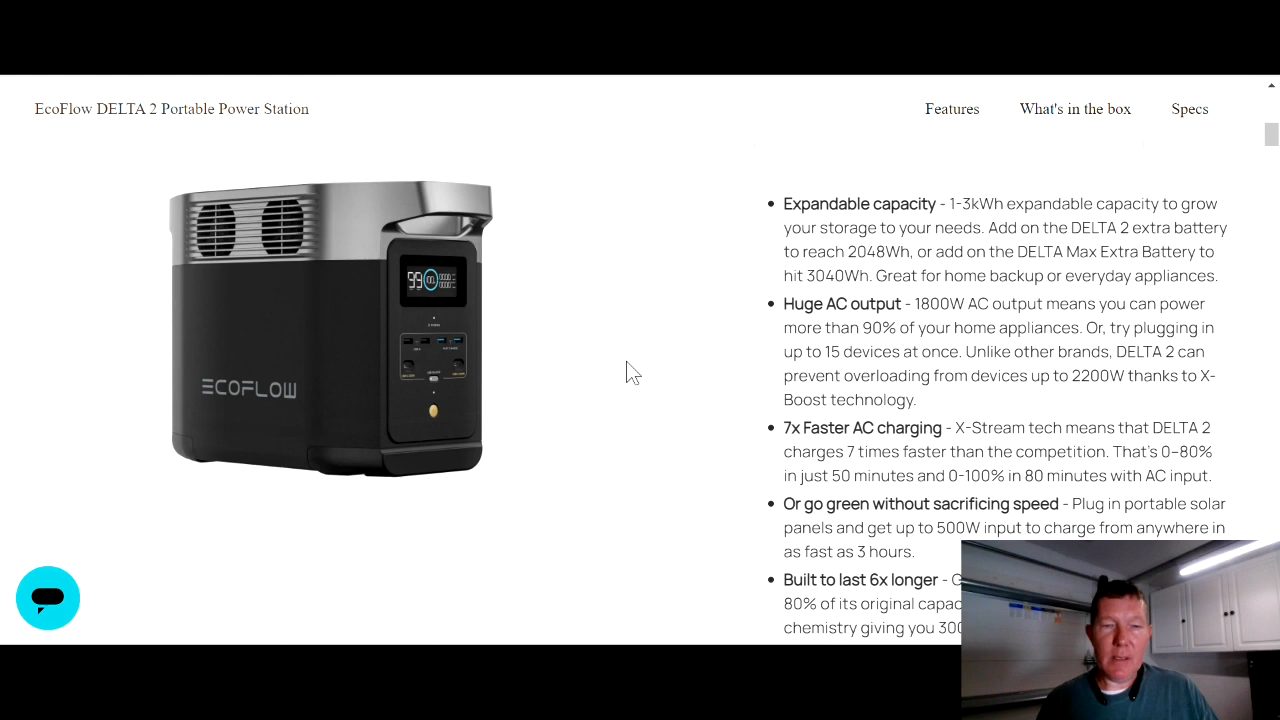 EcoFlow DELTA 2 Portable Power Station
Features
What's in the box
Specs
Expandable capacity - 1-3kWh expandable capacity to grow
your storage to your needs. Add on the DELTA 2 extra battery
to reach 2048Wh, or add on the DELTA Max Extra Battery to
hit 3040Wh. Great for home backup or everyday appliances.
Huge AC output - 1800W AC output means you can power
more than 90% of your home appliances. Or, try plugging in
up to 15 devices at once. Unlike other brands, DELTA 2 can
prevent overloading from devices up to 2200W thanks to X-
Boost technology.
7x Faster AC charging - X-Stream tech means that DELTA 2
charges 7 times faster than the competition. That's 0–80%
in just 50 minutes and 0-100% in 80 minutes with AC input.
Or go green without sacrificing speed - Plug in portable solar
panels and get up to 500W input to charge from anywhere in
as fast as 3 hours.
Built to last 6x longer -
80% of its original
chemistry giving you
99
ECOFLOW